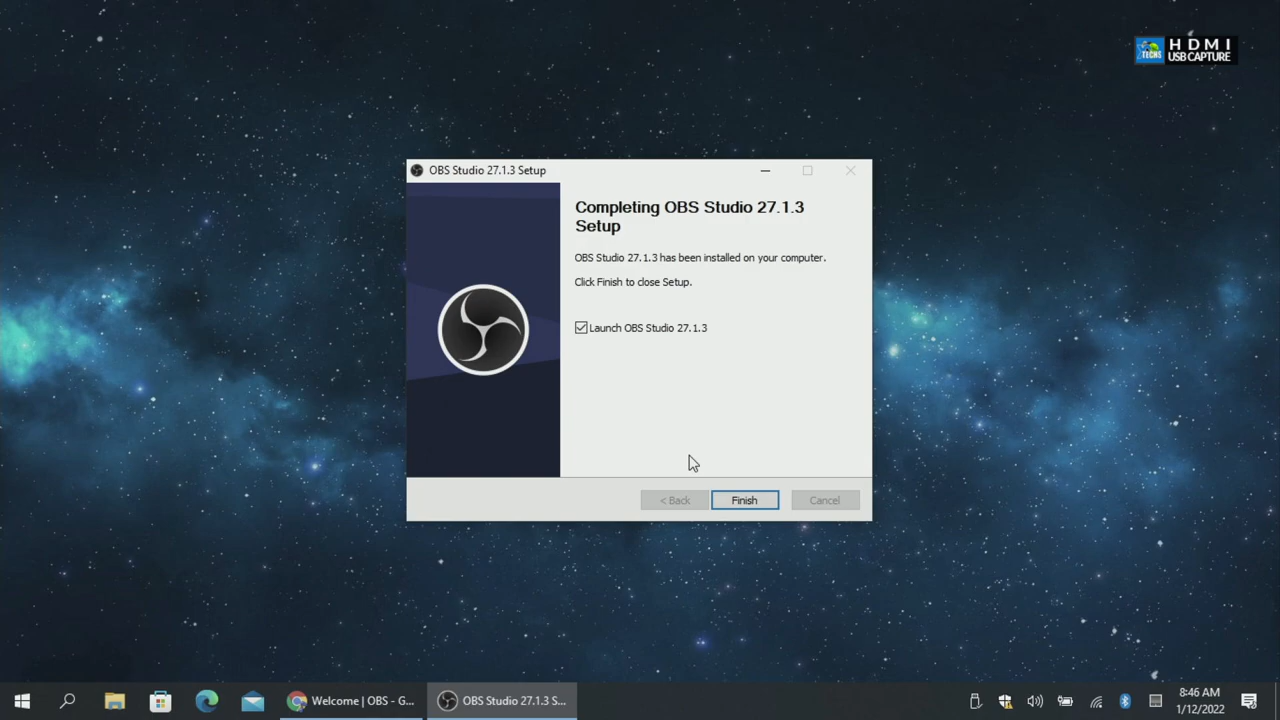 TECHS
HDMI
USB CAPTURE
OBS Studio 27.1.3 Setup
Completing OBS Studio 27.1.3
Setup
OBS Studio 27.1.3 has been installed on your computer.
Click Finish to close Setup.
Launch OBS Studio 27.1.3
< Back
Finish
Cancel
Welcome | OBS - G...
OBS Studio 27.1.3 S...
8:46 AM
1/12/2022